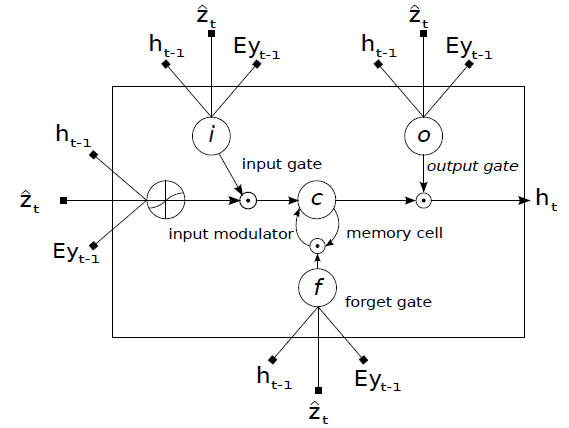 ẑt ẑt
ht-1 Eyt-1 ht-1 Eyt-1
i o
ht-1
input gate output gate
ẑt c ht
input modulator memory cell
Eyt-1
f
forget gate
ht-1 Eyt-1
ẑt